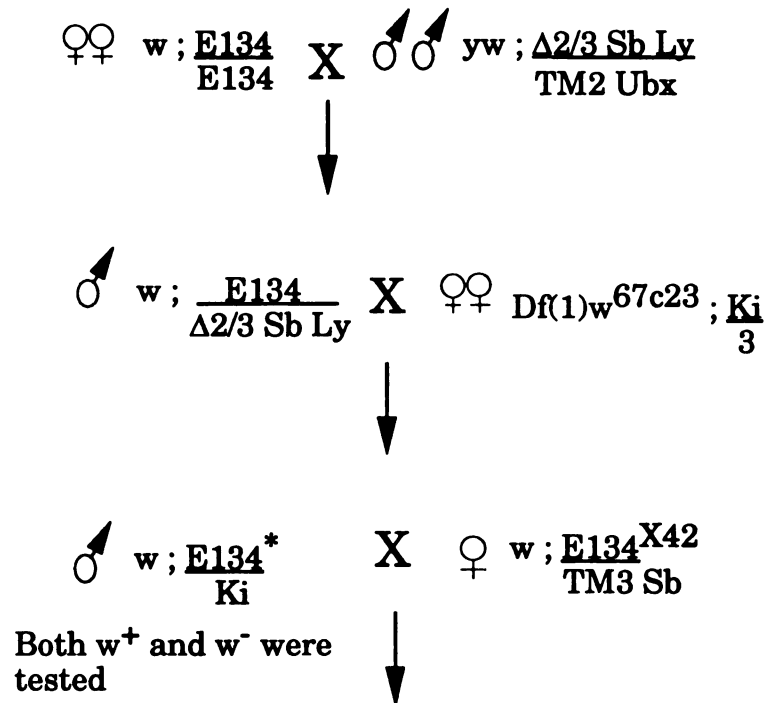 ♀♀ w ; E134/E134 X ♂♂ yw ; Δ2/3 Sb Ly/TM2 Ubx
♂ w ; E134/Δ2/3 Sb Ly X ♀♀ Df(1)w67c23 ; Ki/3
♂ w ; E134*/Ki X ♀ w ; E134X42/TM3 Sb
Both w+ and w- were
tested